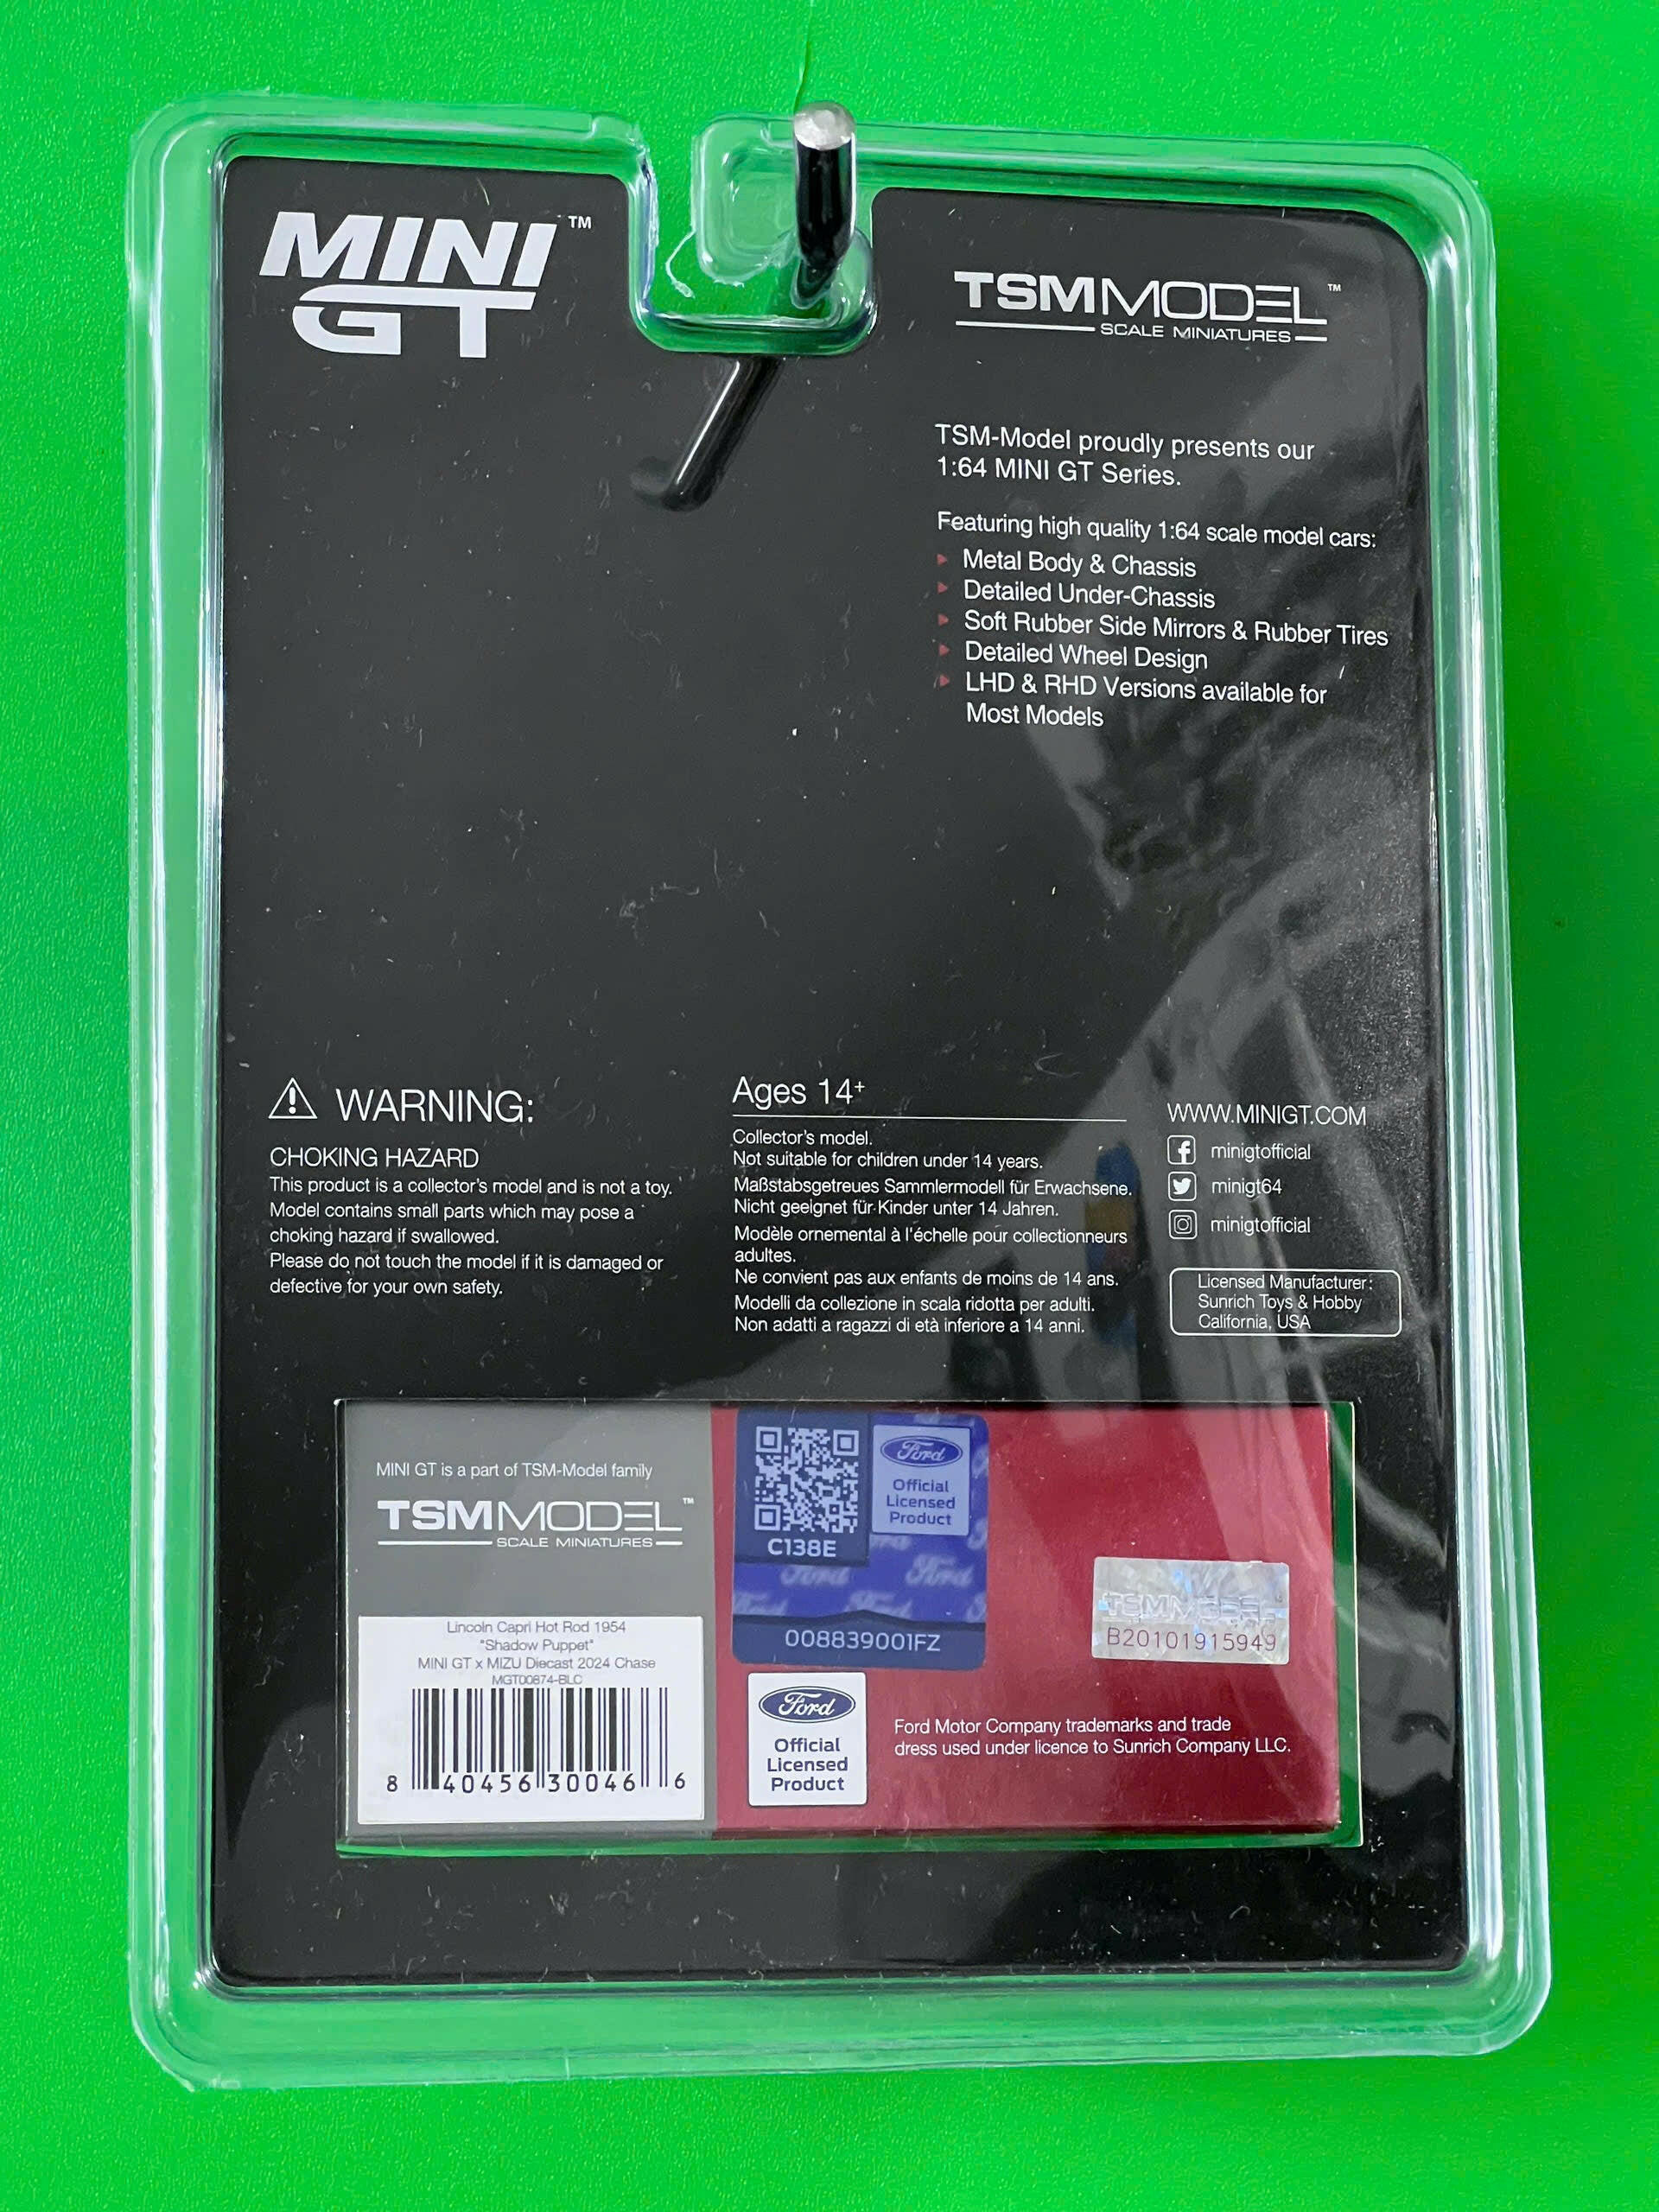 MINI™
GT
TSMMODEL™
SCALE MINIATURES
TSM-Model proudly presents our
1:64 MINI GT Series.
Featuring high quality 1:64 scale model cars:
Metal Body & Chassis
Detailed Under-Chassis
Soft Rubber Side Mirrors & Rubber Tires
Detailed Wheel Design
LHD & RHD Versions available for
Most Models
WARNING:
CHOKING HAZARD
This product is a collector's model and is not a toy.
Model contains small parts which may pose a
choking hazard if swallowed.
Please do not touch the model if it is damaged or
defective for your own safety.
Ages 14+
Collector's model.
Not suitable for children under 14 years.
Maßstabsgetreues Sammlermodell für Erwachsene.
Nicht geeignet für Kinder unter 14 Jahren.
Modèle ornemental à l'échelle pour collectionneurs
adultes.
Ne convient pas aux enfants de moins de 14 ans.
Modelli da collezione in scala ridotta per adulti.
Non adatti a ragazzi di età inferiore a 14 anni.
WWW.MINIGT.COM
minigtofficial
minigt64
minigtofficial
Licensed Manufacturer:
Sunrich Toys & Hobby
California, USA
MINI GT is a part of TSM-Model family
TSMMODEL™
SCALE MINIATURES
Lincoln Capri Hot Rod 1954
"Shadow Puppet"
MINI GT x MIZU Diecast 2024 Chase
MGT00874-BLC
8 40456 30046 6
C138E
Ford
Official
Licensed
Product
Ford Ford
008839001FZ
Ford
Official
Licensed
Product
B20101915949
Ford Motor Company trademarks and trade
dress used under licence to Sunrich Company LLC.